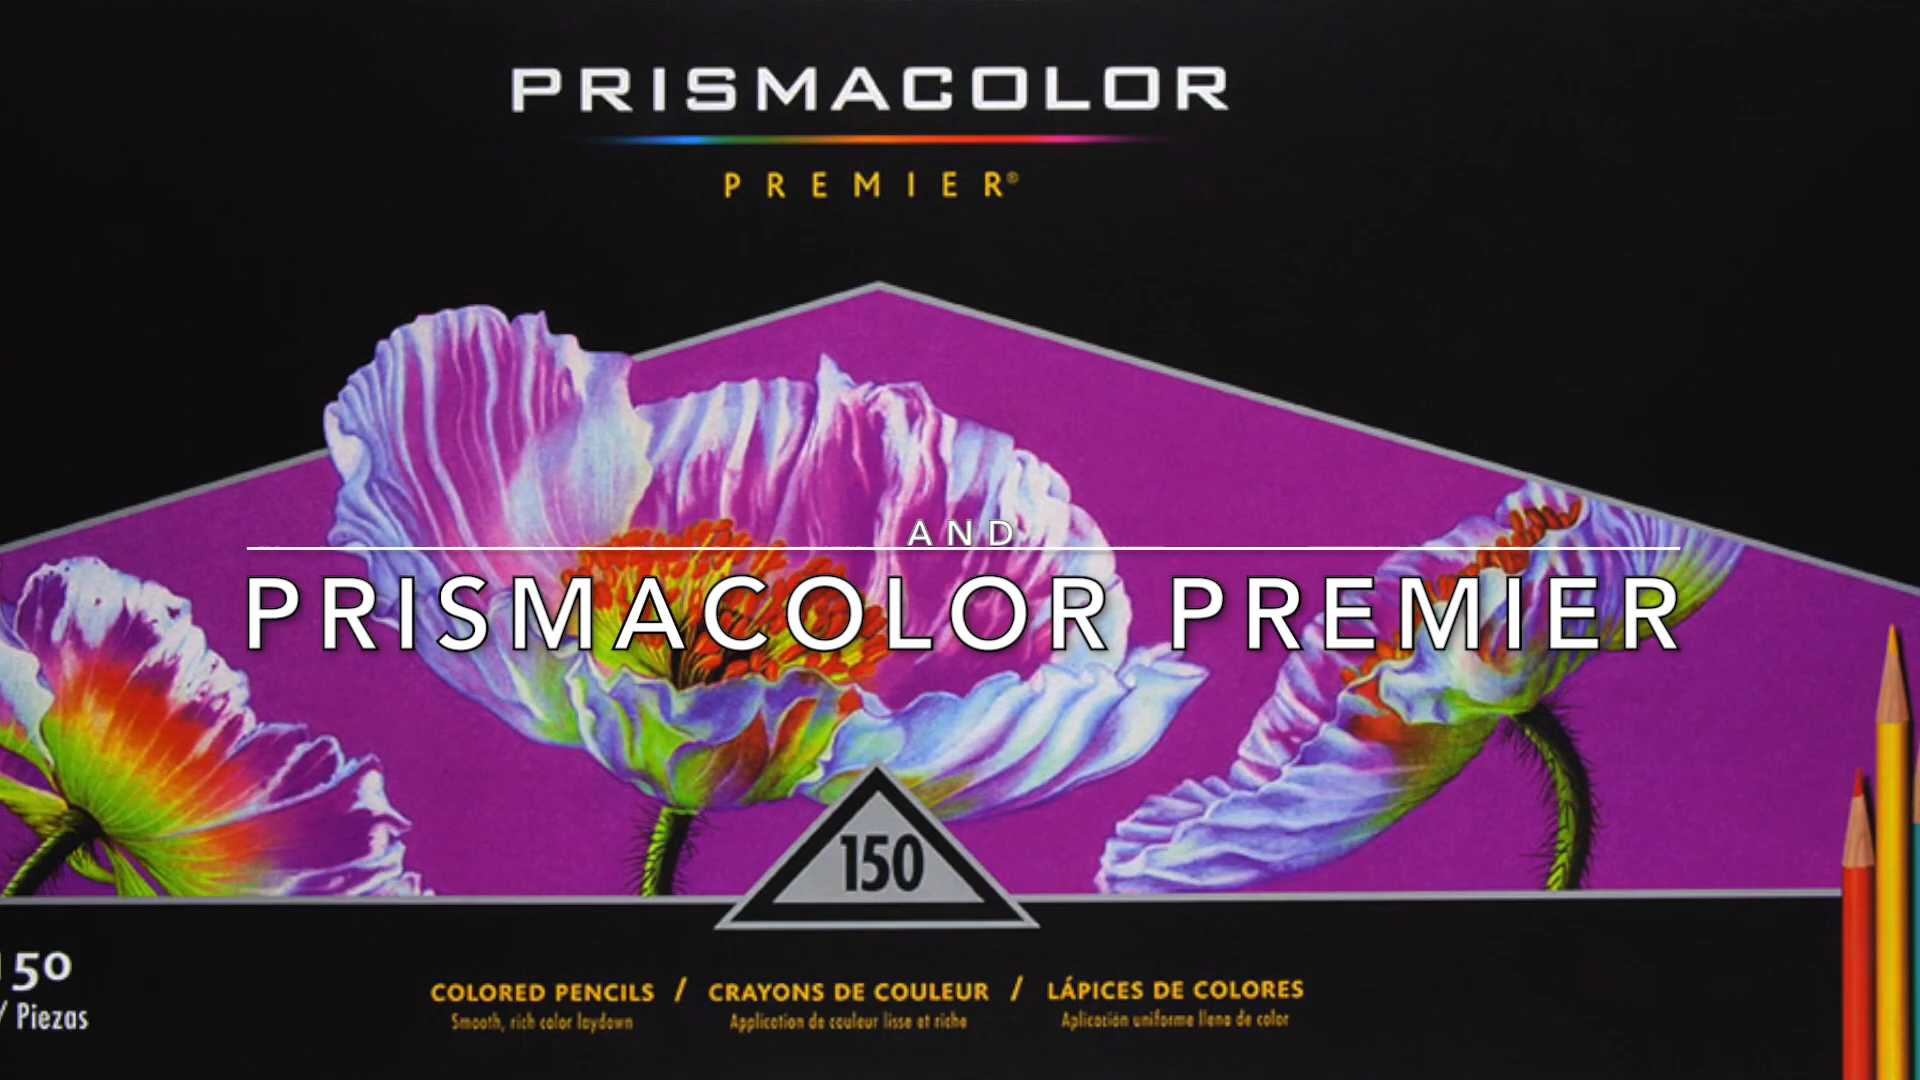 PRISMACOLOR
PREMIER®
AND
PRISMACOLOR PREMIER
150
150
/ Piezas
COLORED PENCILS / CRAYONS DE COULEUR / LÁPICES DE COLORES
Smooth, rich color laydown
Application de couleur lisse et riche
Aplicación uniforme llena de color